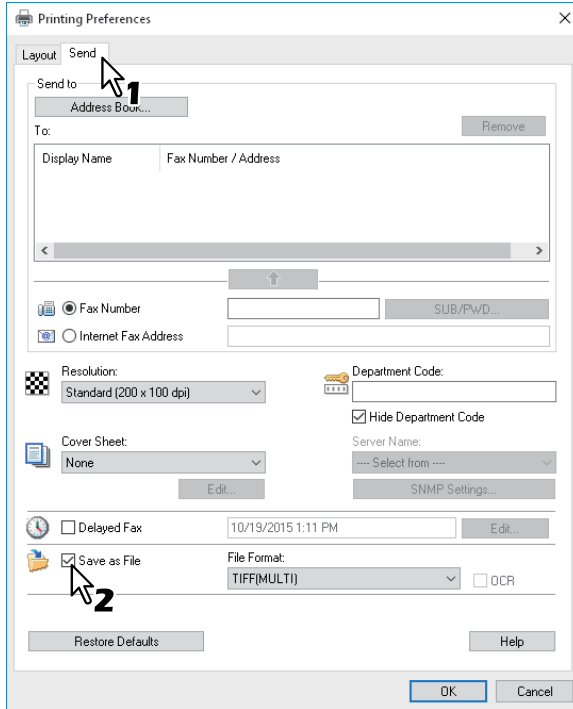 Printing Preferences
Layout Send
1
Send to
Address Book...
To:
Remove
Display Name Fax Number / Address
Fax Number
SUB/PWD...
Internet Fax Address
Resolution:
Standard (200 x 100 dpi)
Department Code:
Hide Department Code
Cover Sheet:
None
Edit...
Server Name:
---- Select from ----
SNMP Settings...
Delayed Fax
10/19/2015 1:11 PM
Edit...
Save as File
2
File Format:
TIFF(MULTI)
OCR
Restore Defaults
Help
OK
Cancel